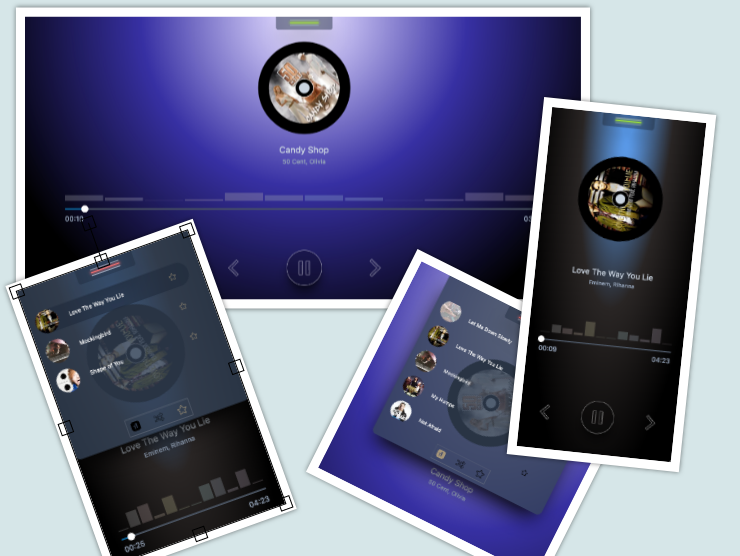 Candy Shop
50 Cent, Olivia
00:10
Love The Way You Lie
Mockingbird
Shape of You
Love The Way You Lie
Eminem, Rihanna
00:25
04:23
Let Me Down Slowly
Love The Way You Lie
Mockingbird
My Humps
Not Afraid
Candy Shop
50 Cent, Olivia
Love The Way You Lie
Eminem, Rihanna
00:09
04:23